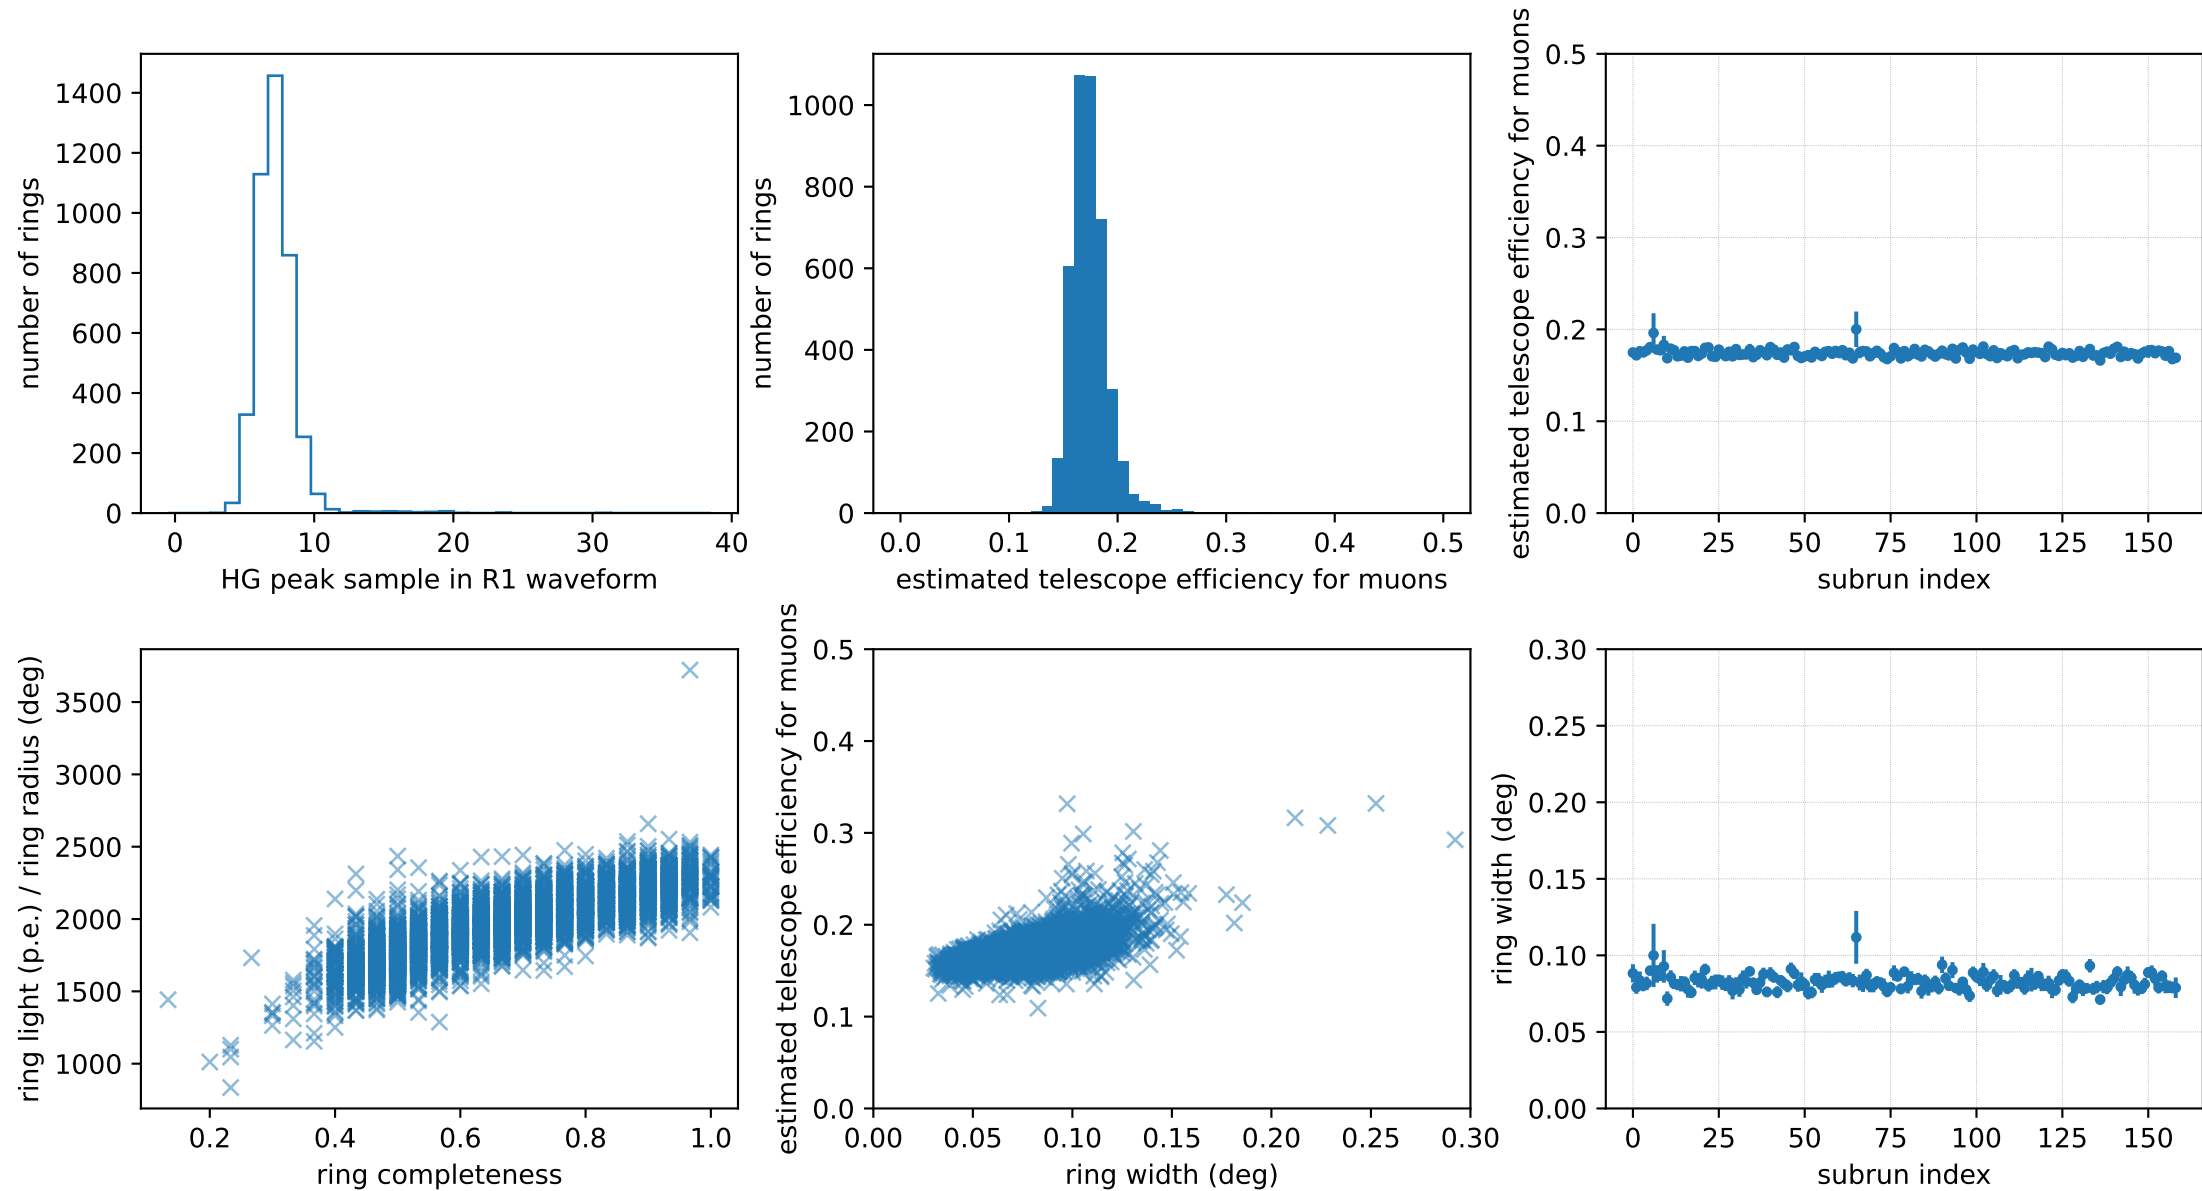 number of rings
1400
1200
1000
800
600
400
200
0
0 10 20 30 40
HG peak sample in R1 waveform
number of rings
1000
800
600
400
200
0
0.0 0.1 0.2 0.3 0.4 0.5
estimated telescope efficiency for muons
estimated telescope efficiency for muons
0.5
0.4
0.3
0.2
0.1
0.0
0 25 50 75 100 125 150
subrun index
ring light (p.e.) / ring radius (deg)
3500
3000
2500
2000
1500
1000
0.2 0.4 0.6 0.8 1.0
ring completeness
estimated telescope efficiency for muons
0.5
0.4
0.3
0.2
0.1
0.0
0.00 0.05 0.10 0.15 0.20 0.25 0.30
ring width (deg)
ring width (deg)
0.30
0.25
0.20
0.15
0.10
0.05
0.00
0 25 50 75 100 125 150
subrun index